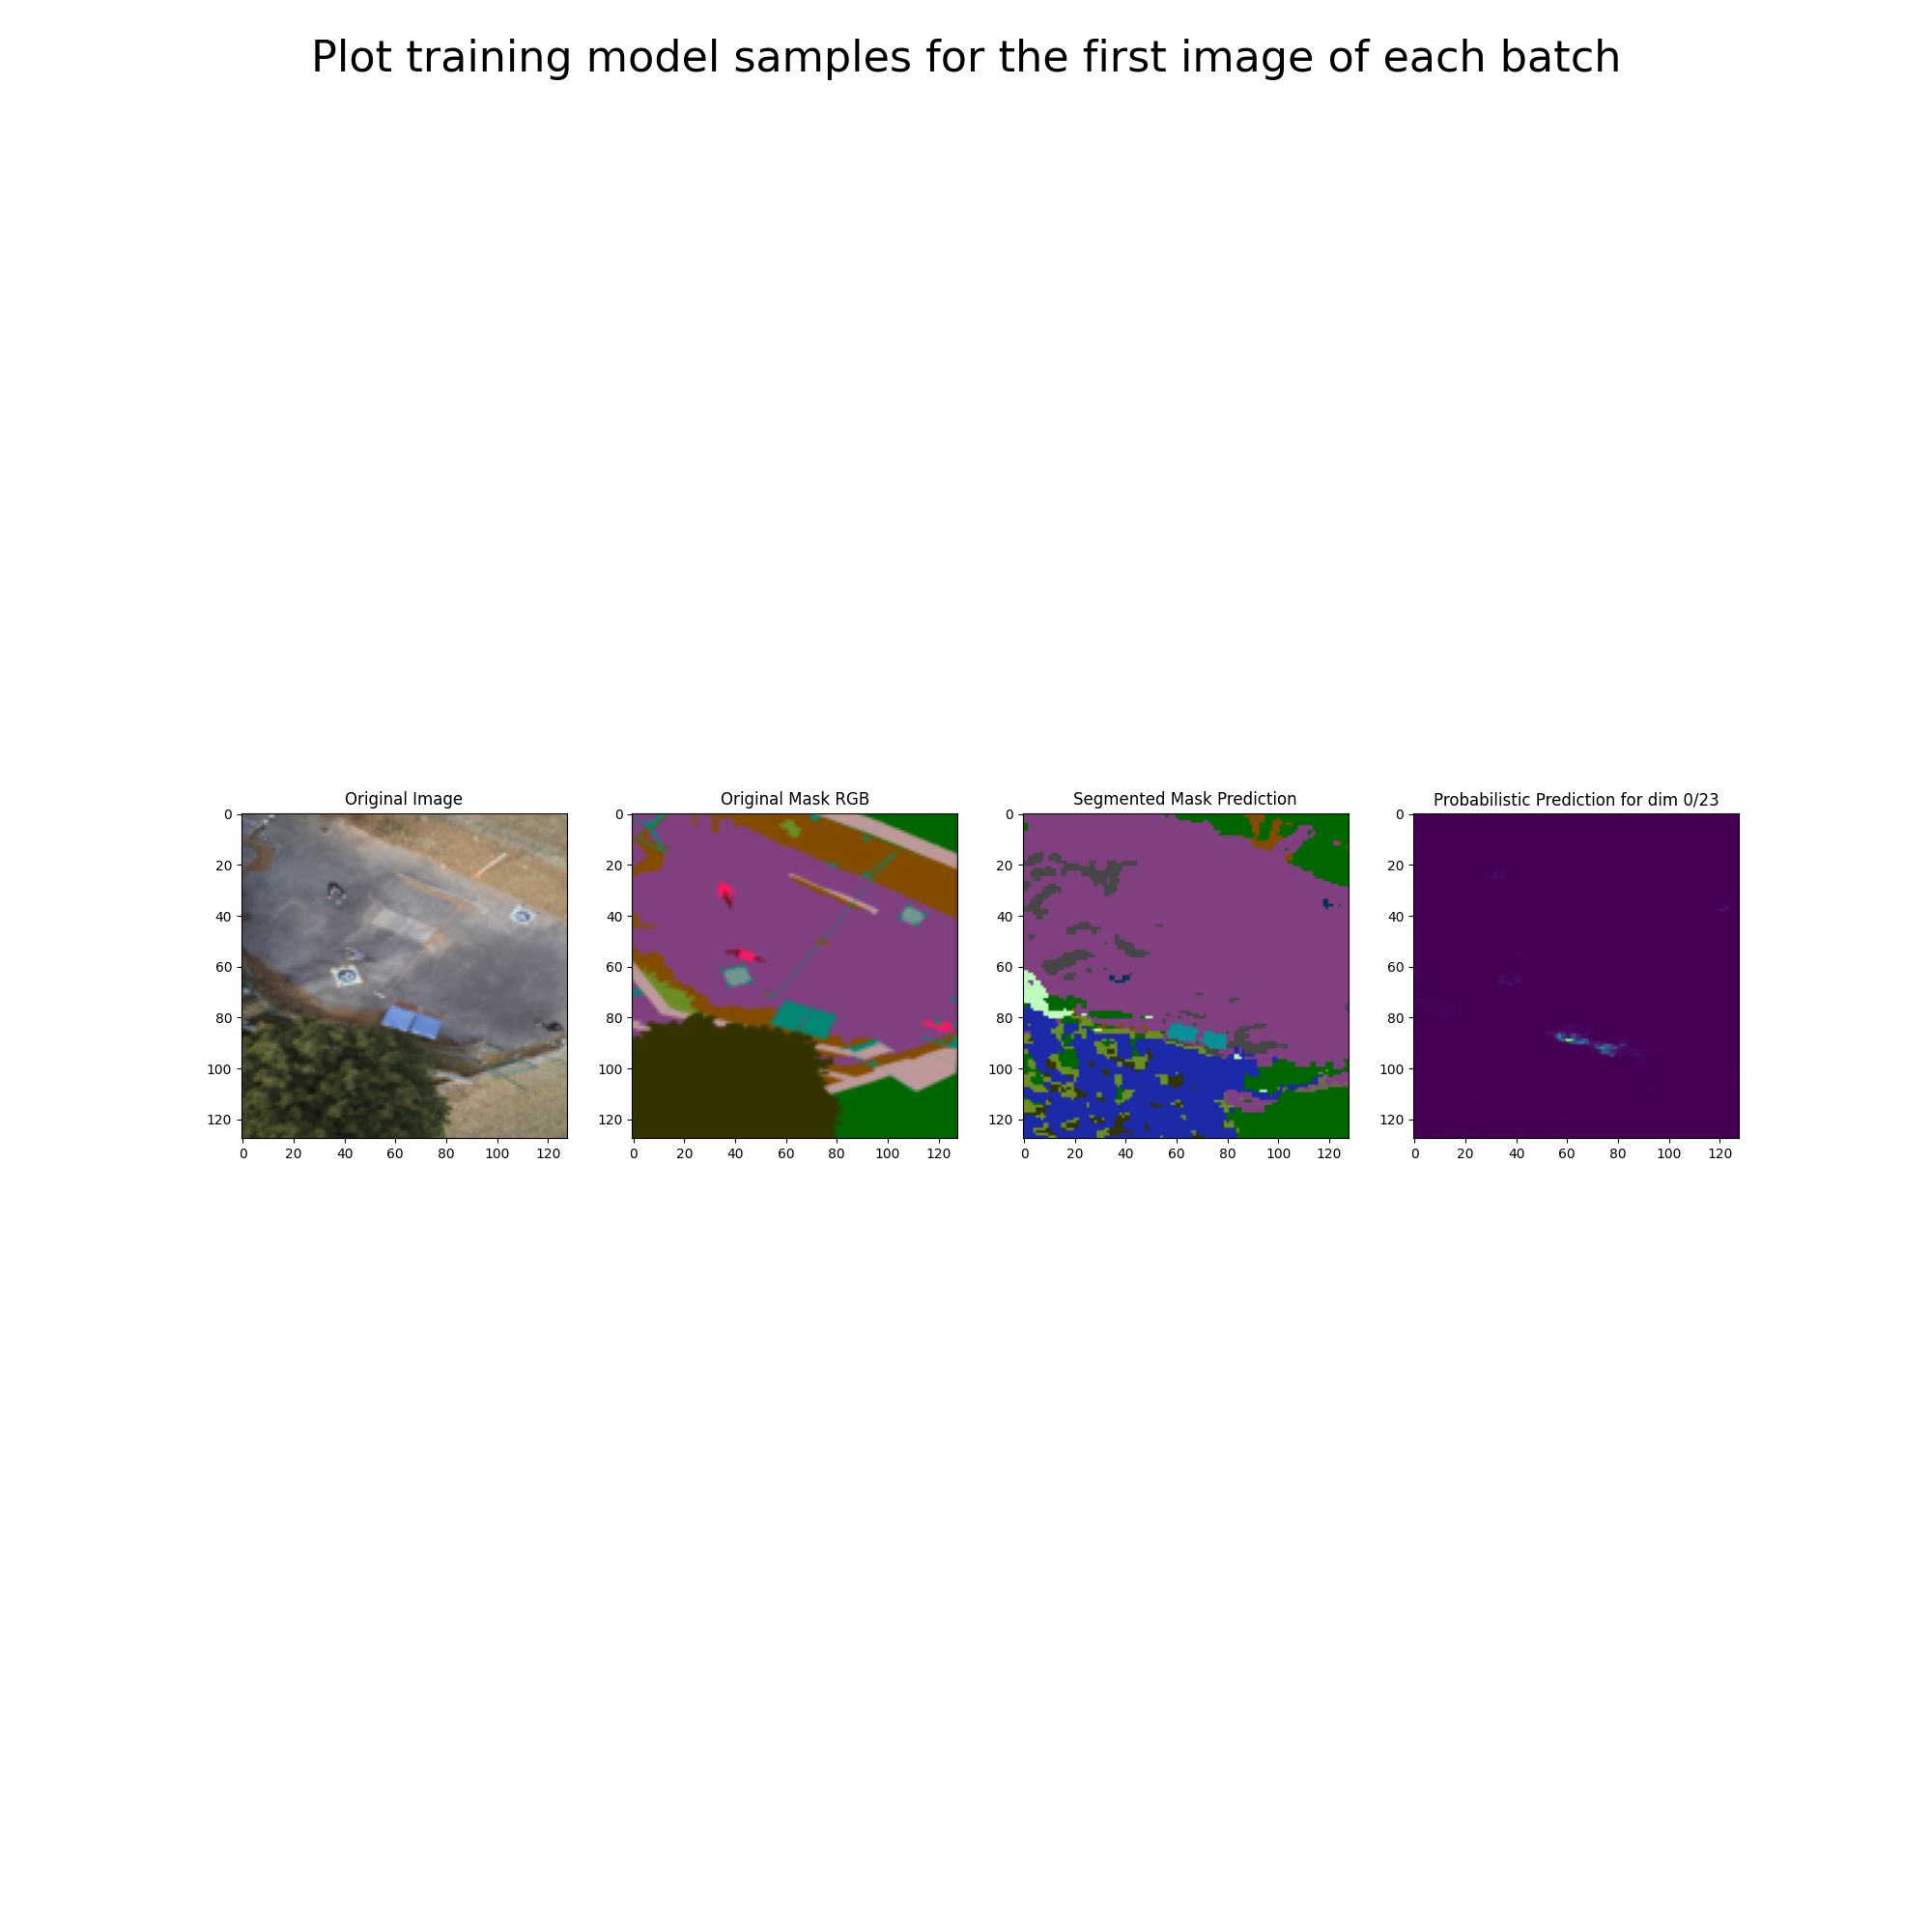 Plot training model samples for the first image of each batch
Original Image
Original Mask RGB
Segmented Mask Prediction
Probabilistic Prediction for dim 0/23
0 0 0 0
20 20 20 20
40 40 40 40
60 60 60 60
80 80 80 80
100 100 100 100
120 120 120 120
0 20 40 60 80 100 120 0 20 40 60 80 100 120 0 20 40 60 80 100 120 0 20 40 60 80 100 120